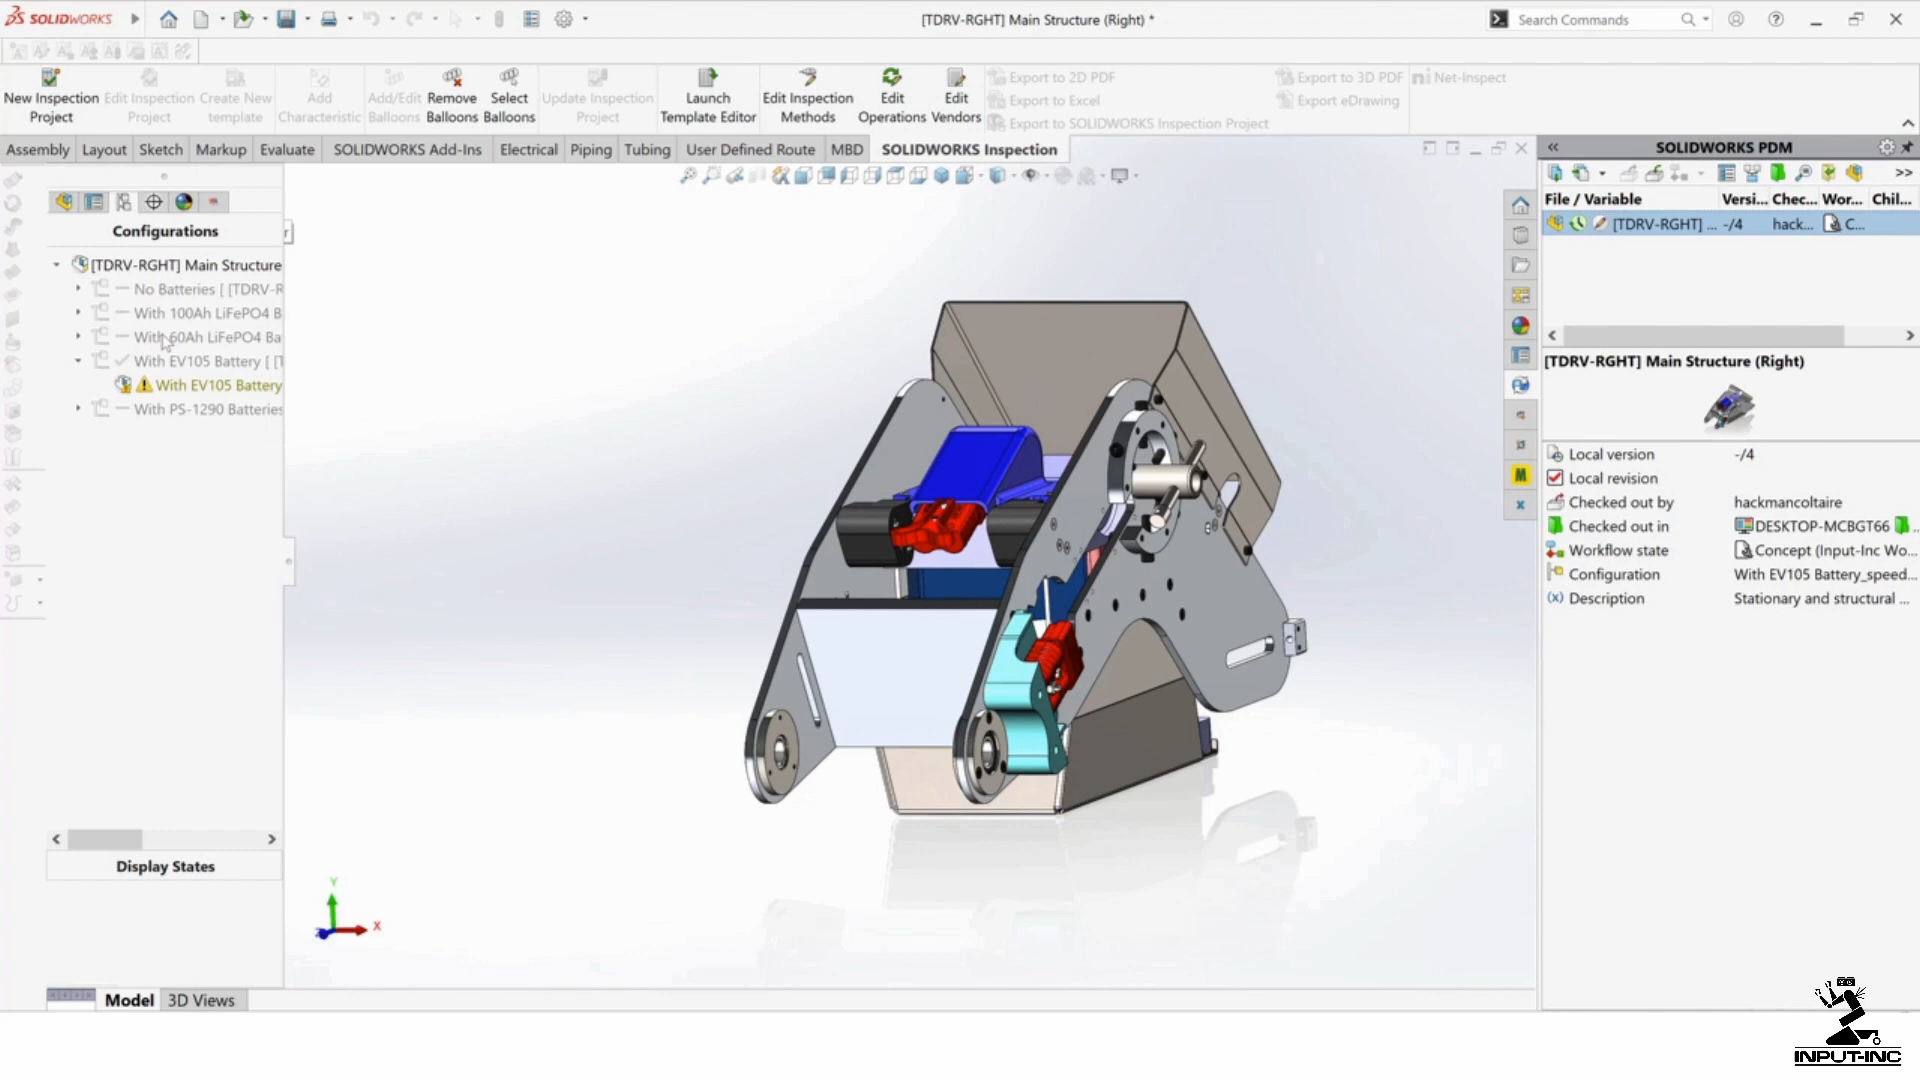 SOLIDWORKS
[TDRV-RGHT] Main Structure (Right) *
Search Commands
New Inspection Project
Edit Inspection Project
Create New template
Add Characteristic
Add/Edit Balloons
Remove Balloons
Select Balloons
Update Inspection Project
Launch Template Editor
Edit Inspection Methods
Edit Operations
Edit Vendors
Export to 2D PDF
Export to Excel
Export to SOLIDWORKS Inspection Project
Export to 3D PDF
Export eDrawing
Net-Inspect
Assembly
Layout
Sketch
Markup
Evaluate
SOLIDWORKS Add-Ins
Electrical
Piping
Tubing
User Defined Route
MBD
SOLIDWORKS Inspection
Configurations
[TDRV-RGHT] Main Structure
No Batteries [ [TDRV-R
With 100Ah LiFePO4 B
With 60Ah LiFePO4 Ba
With EV105 Battery [ [T
With EV105 Battery
With PS-1290 Batteries
Display States
Y
X
Z
Model
3D Views
SOLIDWORKS PDM
>>
File / Variable
Versi...
Chec...
Wor...
Chil...
[TDRV-RGHT] ...
-/4
hack...
C...
[TDRV-RGHT] Main Structure (Right)
Local version
-/4
Local revision
Checked out by
hackmancoltaire
Checked out in
DESKTOP-MCBGT66
...
Workflow state
Concept (Input-Inc Wo...
Configuration
With EV105 Battery_speed...
(x) Description
Stationary and structural ...
M
INPUT-INC